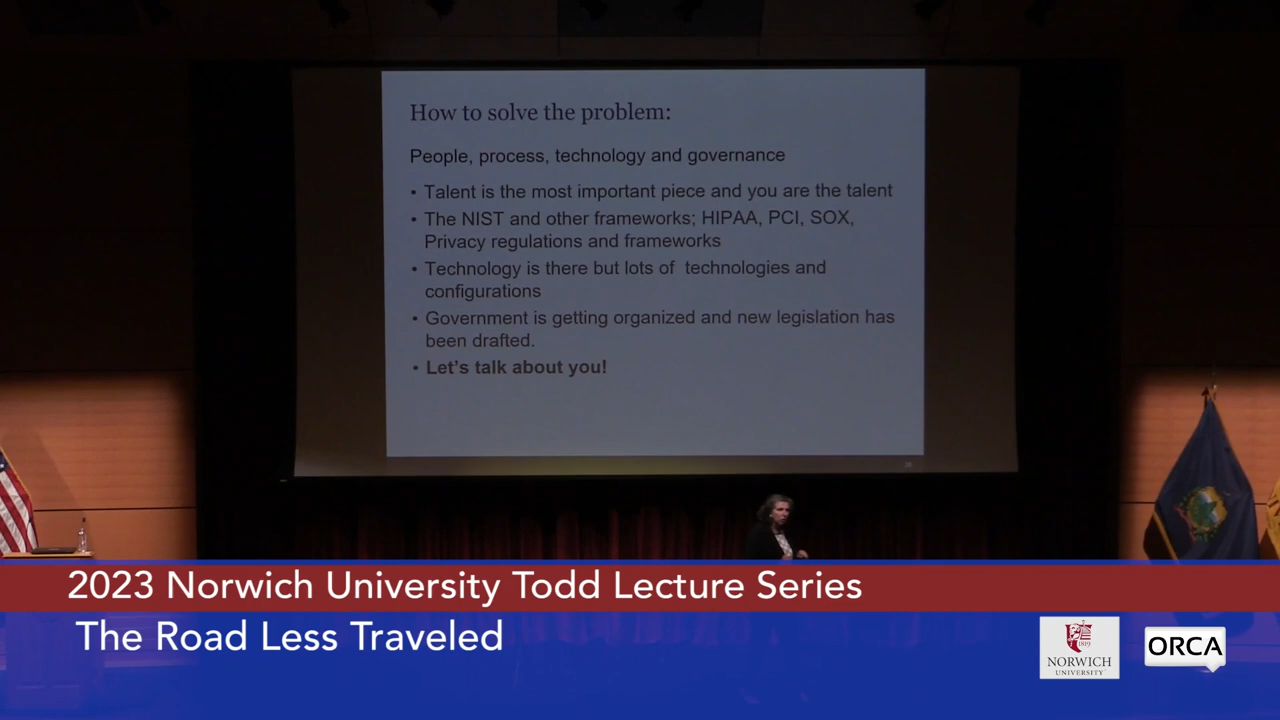 How to solve the problem:
People, process, technology and governance
• Talent is the most important piece and you are the talent
• The NIST and other frameworks; HIPAA, PCI, SOX,
Privacy regulations and frameworks
• Technology is there but lots of technologies and
configurations
• Government is getting organized and new legislation has
been drafted.
• Let's talk about you!
2023 Norwich University Todd Lecture Series
The Road Less Traveled
1819
NORWICH
UNIVERSITY
ORCA